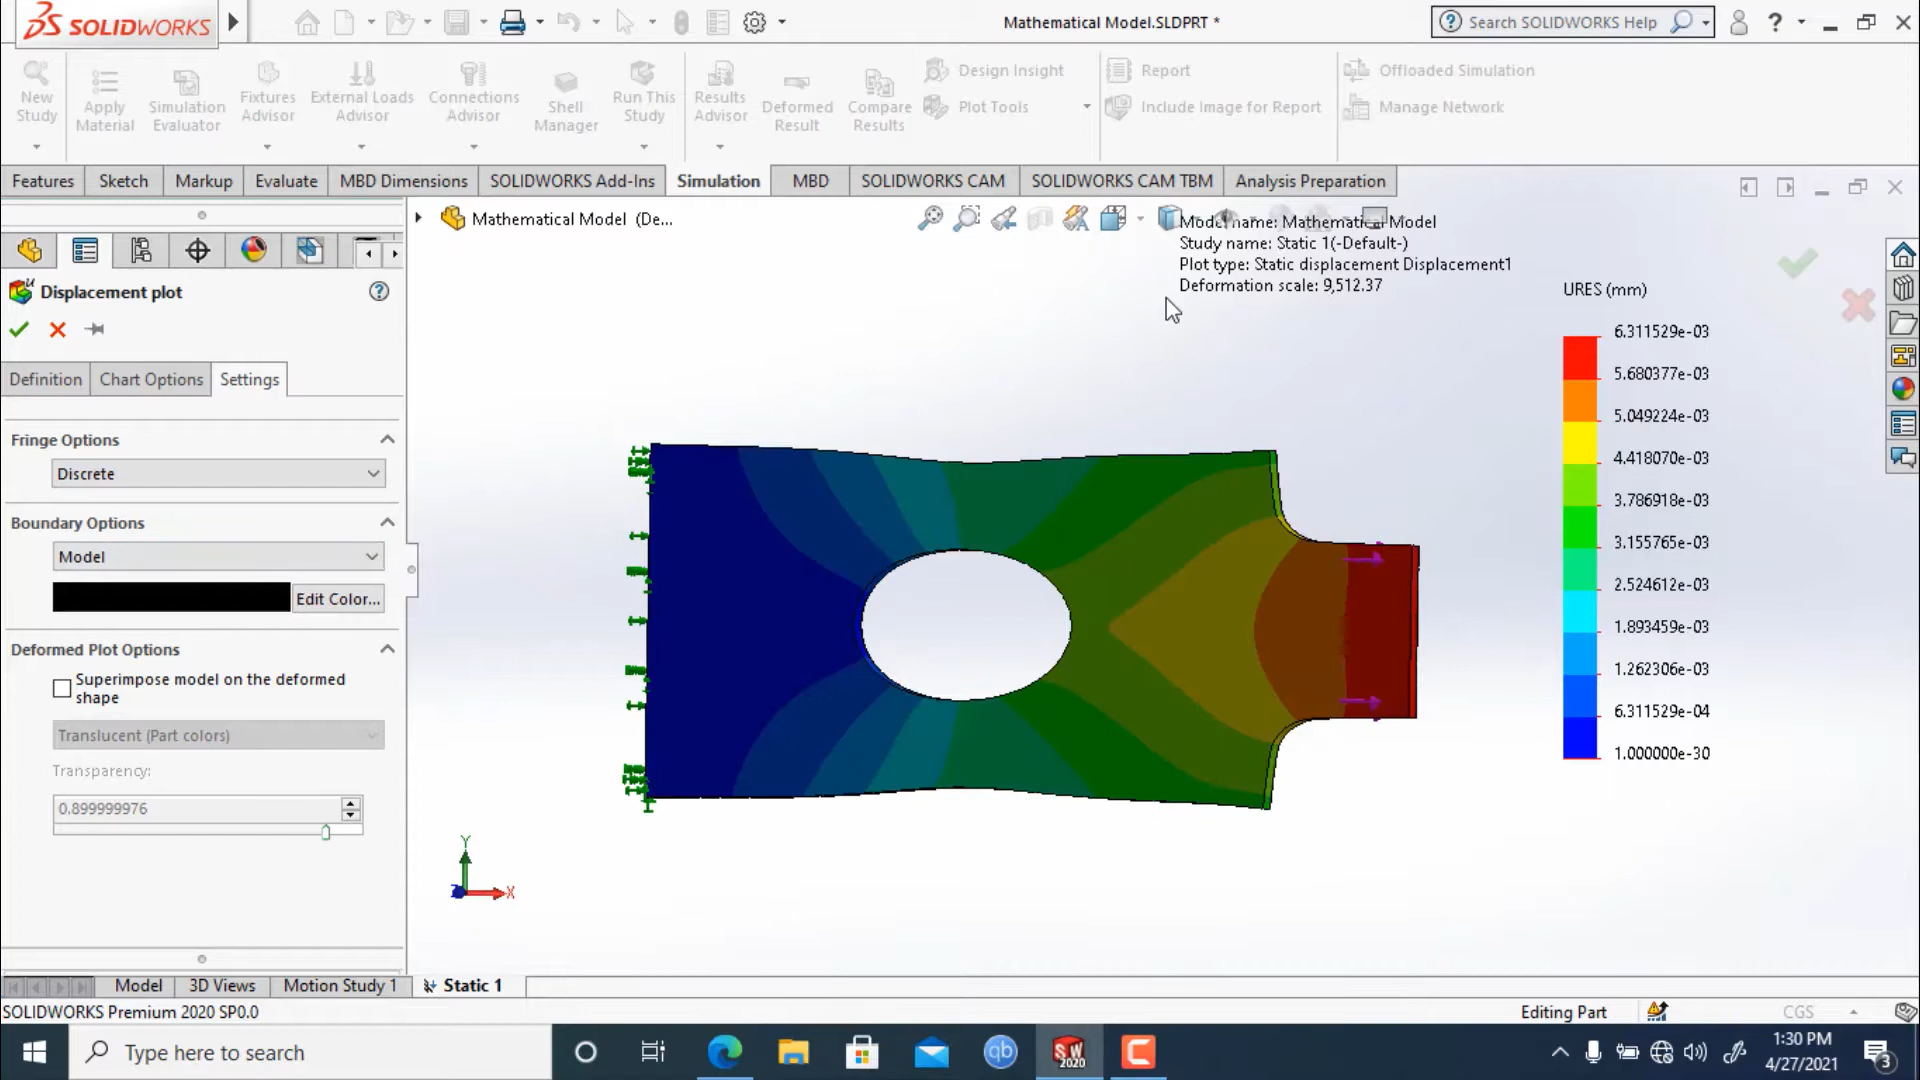 SOLIDWORKS
Mathematical Model.SLDPRT *
Search SOLIDWORKS Help
New Study
Apply Material
Simulation Evaluator
Fixtures Advisor
External Loads Advisor
Connections Advisor
Shell Manager
Run This Study
Results Advisor
Deformed Result
Compare Results
Design Insight
Plot Tools
Report
Include Image for Report
Offloaded Simulation
Manage Network
Features
Sketch
Markup
Evaluate
MBD Dimensions
SOLIDWORKS Add-Ins
Simulation
MBD
SOLIDWORKS CAM
SOLIDWORKS CAM TBM
Analysis Preparation
Mathematical Model (De...
Model name: Mathematical Model
Study name: Static 1(-Default-)
Plot type: Static displacement Displacement1
Deformation scale: 9,512.37
Displacement plot
Definition
Chart Options
Settings
Fringe Options
Discrete
Boundary Options
Model
Edit Color...
Deformed Plot Options
Superimpose model on the deformed
shape
Translucent (Part colors)
Transparency:
0.899999976
URES (mm)
6.311529e-03
5.680377e-03
5.049224e-03
4.418070e-03
3.786918e-03
3.155765e-03
2.524612e-03
1.893459e-03
1.262306e-03
6.311529e-04
1.000000e-30
Y
X
Model
3D Views
Motion Study 1
Static 1
SOLIDWORKS Premium 2020 SP0.0
Editing Part
CGS
Type here to search
qb
SW
2020
C
1:30 PM
4/27/2021
3